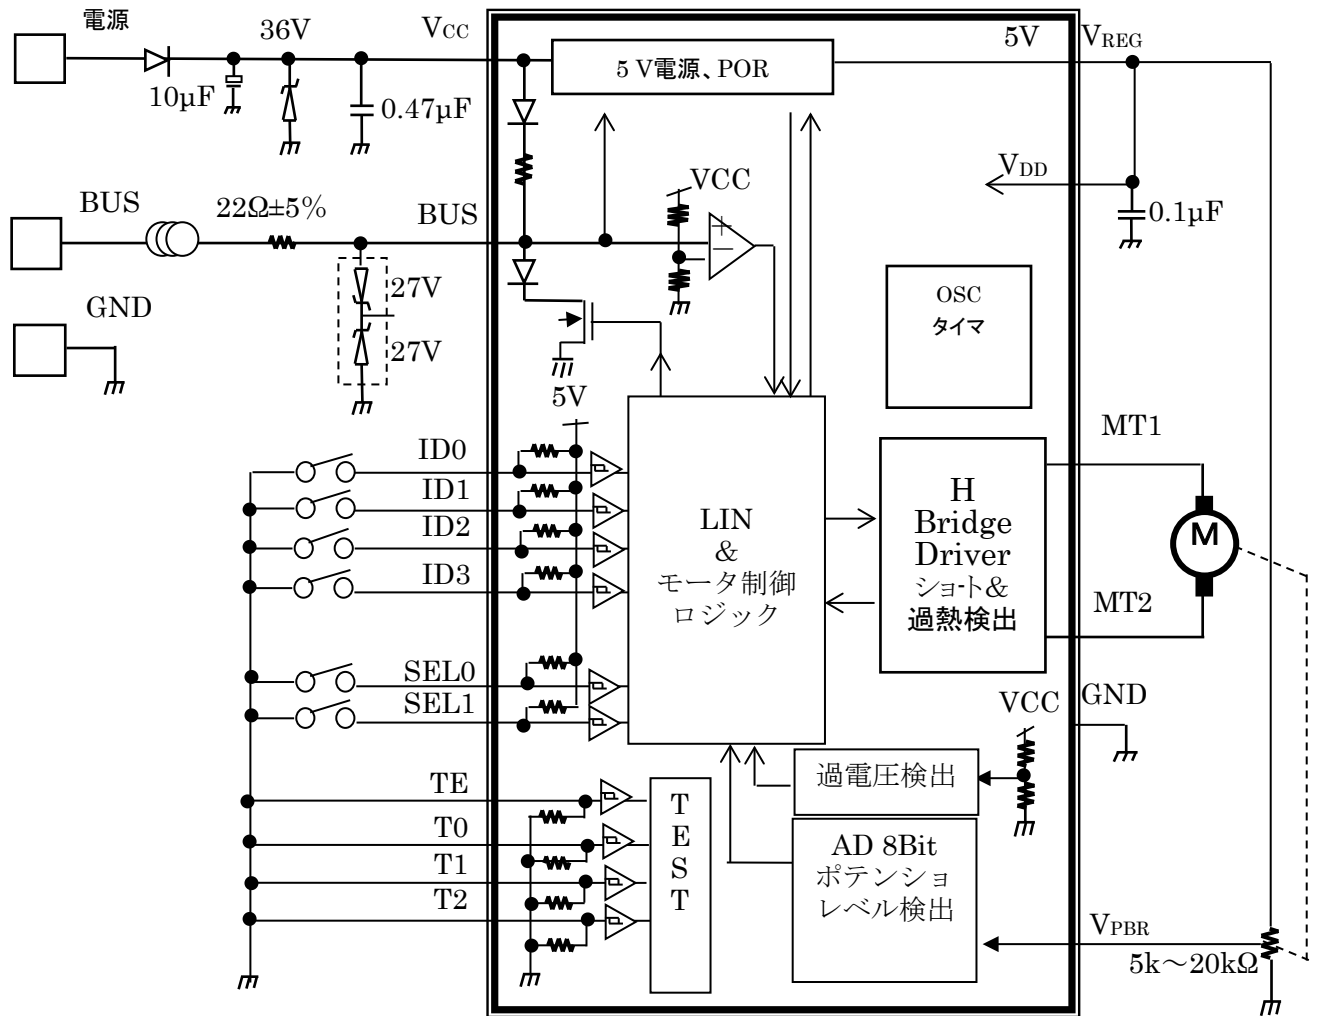 電源
36V
VCC
5V
VREG
5 V電源、POR
10µF
0.47µF
VDD
VCC
BUS
22Ω±5%
BUS
0.1µF
+
−
27V
OSC
タイマ
GND
27V
5V
MT1
ID0
ID1
ID2
ID3
LIN
&
モータ制御
ロジック
H
Bridge
Driver
ショート&
過熱検出
M
MT2
SEL0
SEL1
VCC
GND
過電圧検出
TE
T0
T1
T2
T
E
S
T
AD 8Bit
ポテンショ
レベル検出
VPBR
5k～20kΩ